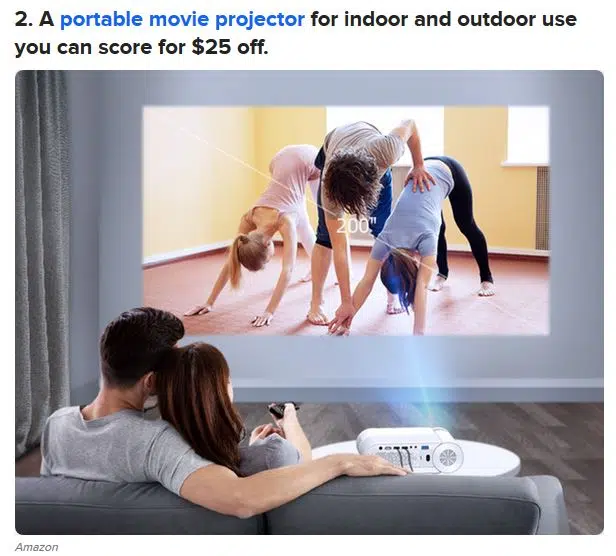 2. A portable movie projector for indoor and outdoor use
you can score for $25 off.
200"
Amazon